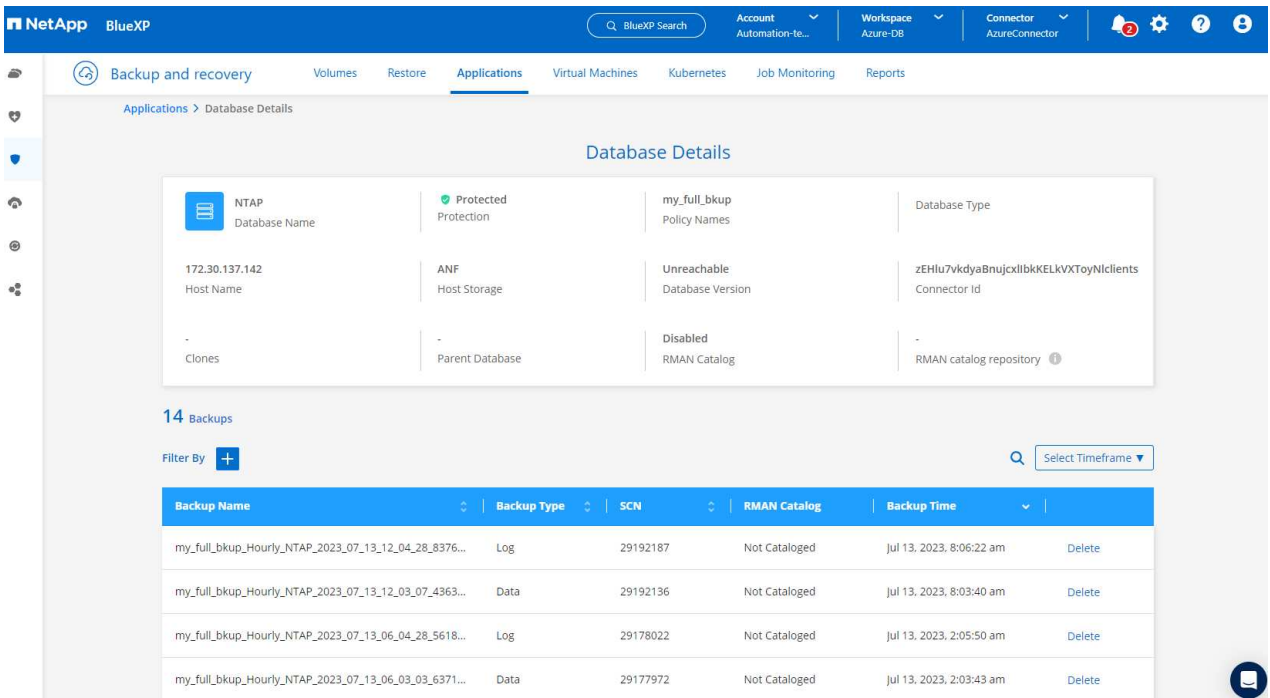 NetApp BlueXP BlueXP Search Account Automation-te... Workspace Azure-DB Connector AzureConnector 2
Backup and recovery Volumes Restore Applications Virtual Machines Kubernetes Job Monitoring Reports
Applications > Database Details
Database Details
NTAP Protected my_full_bkup
Database Name Protection Policy Names Database Type
172.30.137.142 ANF Unreachable zEHlu7vkdyaBnujcxlIbkKELkVXToyNlclients
Host Name Host Storage Database Version Connector Id
- - Disabled -
Clones Parent Database RMAN Catalog RMAN catalog repository
14 Backups
Filter By + Select Timeframe
Backup Name Backup Type SCN RMAN Catalog Backup Time
my_full_bkup_Hourly_NTAP_2023_07_13_12_04_28_8376... Log 29192187 Not Cataloged Jul 13, 2023, 8:06:22 am Delete
my_full_bkup_Hourly_NTAP_2023_07_13_12_03_07_4363... Data 29192136 Not Cataloged Jul 13, 2023, 8:03:40 am Delete
my_full_bkup_Hourly_NTAP_2023_07_13_06_04_28_5618... Log 29178022 Not Cataloged Jul 13, 2023, 2:05:50 am Delete
my_full_bkup_Hourly_NTAP_2023_07_13_06_03_03_6371... Data 29177972 Not Cataloged Jul 13, 2023, 2:03:43 am Delete